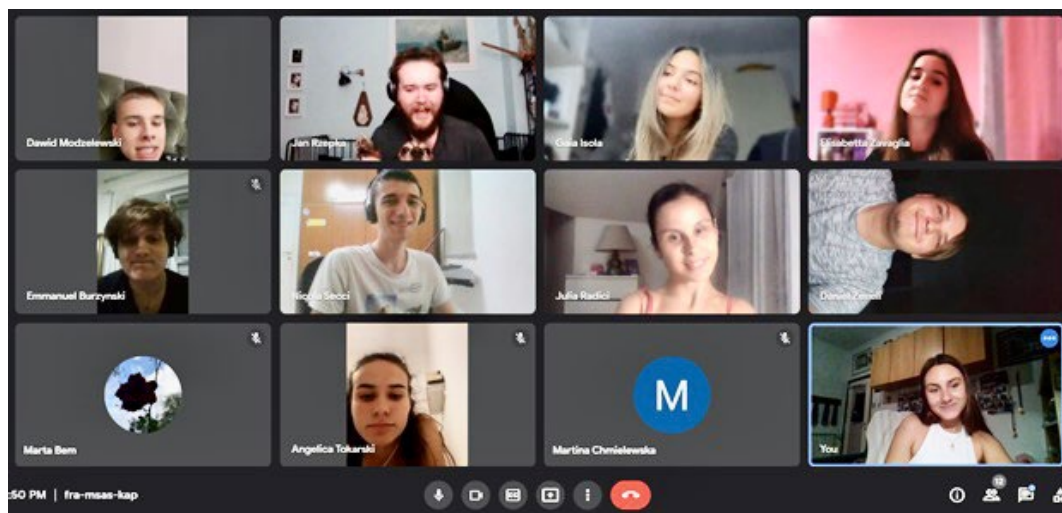 Dawid Modzelewski
Jan Rzepka
Gaia Isola
Elisabetta Zavaglia
Emmanuel Burzynski
Nicola Secci
Julia Radici
Daniel
Marta Bem
Angelica Tokarski
M
Martina Chmielewska
You
:50 PM | fra-msas-kap
12